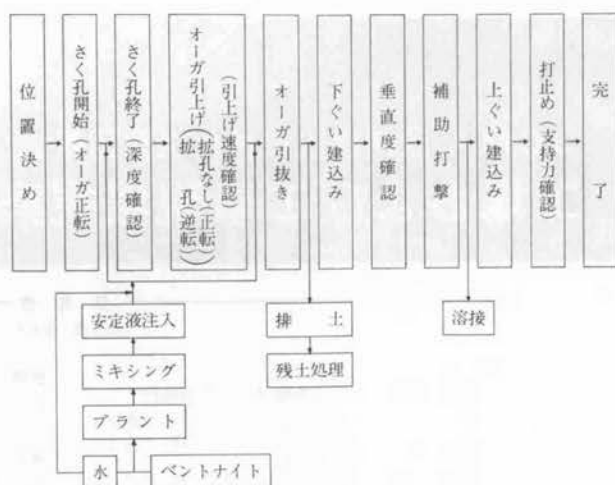 位置決め
さく孔開始（オーガ正転）
さく孔終了（深度確認）
オーガ引上げ（拡孔なし（正転）
拡　孔（逆転））
（引上げ速度確認）
オーガ引抜き
下ぐい建込み
垂直度確認
補助打撃
上ぐい建込み
打止め（支持力確認）
完了
安定液注入
排土
溶接
ミキシング
残土処理
プラント
水
ベントナイト